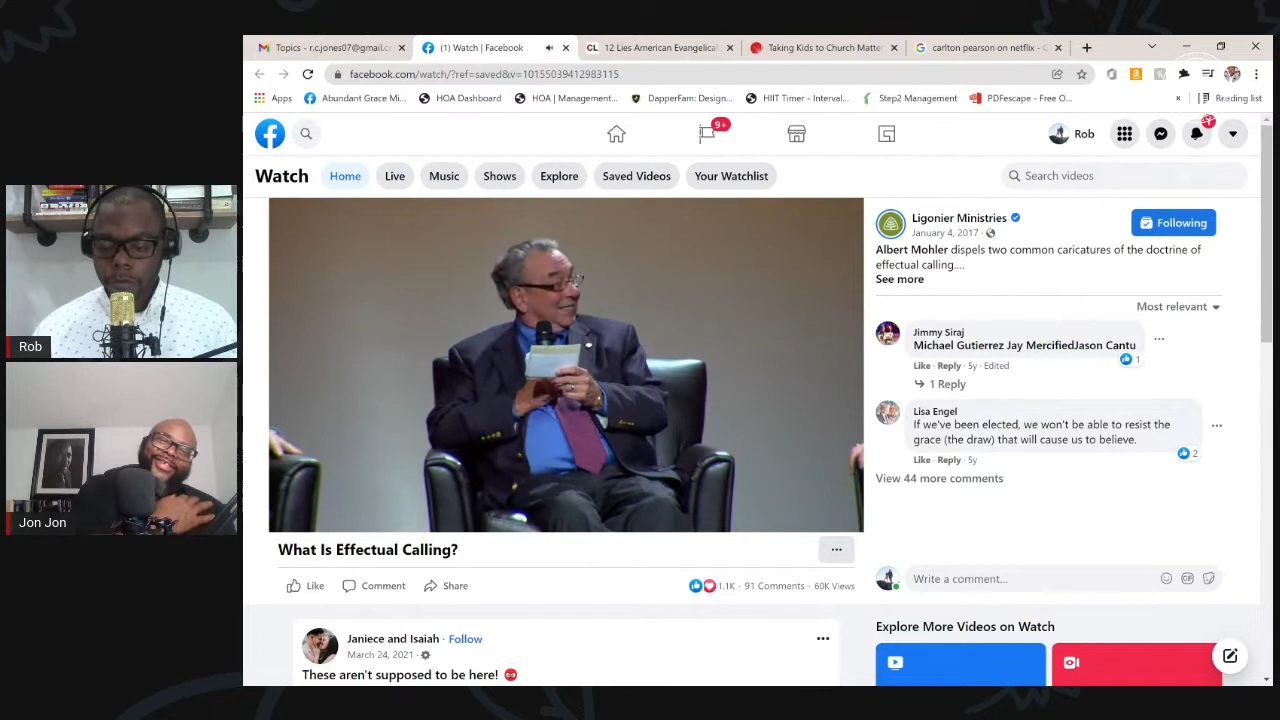 Topics - r.c.jones07@gmail.c
(1) Watch | Facebook
12 Lies American Evangelica
Taking Kids to Church Matte
carlton pearson on netflix -
facebook.com/watch/?ref=saved&v=10155039412983115
Apps
Abundant Grace Mi...
HOA Dashboard
HOA | Management...
DapperFam: Design...
HIIT Timer - Interval...
Step2 Management
PDFescape - Free O...
Reading list
9+
Rob
Watch
Home
Live
Music
Shows
Explore
Saved Videos
Your Watchlist
Search videos
Ligonier Ministries
January 4, 2017 ·
Following
Albert Mohler dispels two common caricatures of the doctrine of
effectual calling....
See more
Most relevant
Jimmy Siraj
Michael Gutierrez Jay MercifiedJason Cantu
1
Like · Reply · 5y · Edited
1 Reply
Lisa Engel
If we've been elected, we won't be able to resist the
grace (the draw) that will cause us to believe.
2
Like · Reply · 5y
View 44 more comments
Write a comment...
GIF
Explore More Videos on Watch
What Is Effectual Calling?
Like
Comment
Share
1.1K · 91 Comments · 60K Views
Janiece and Isaiah · Follow
March 24, 2021 ·
These aren't supposed to be here!
Rob
Jon Jon